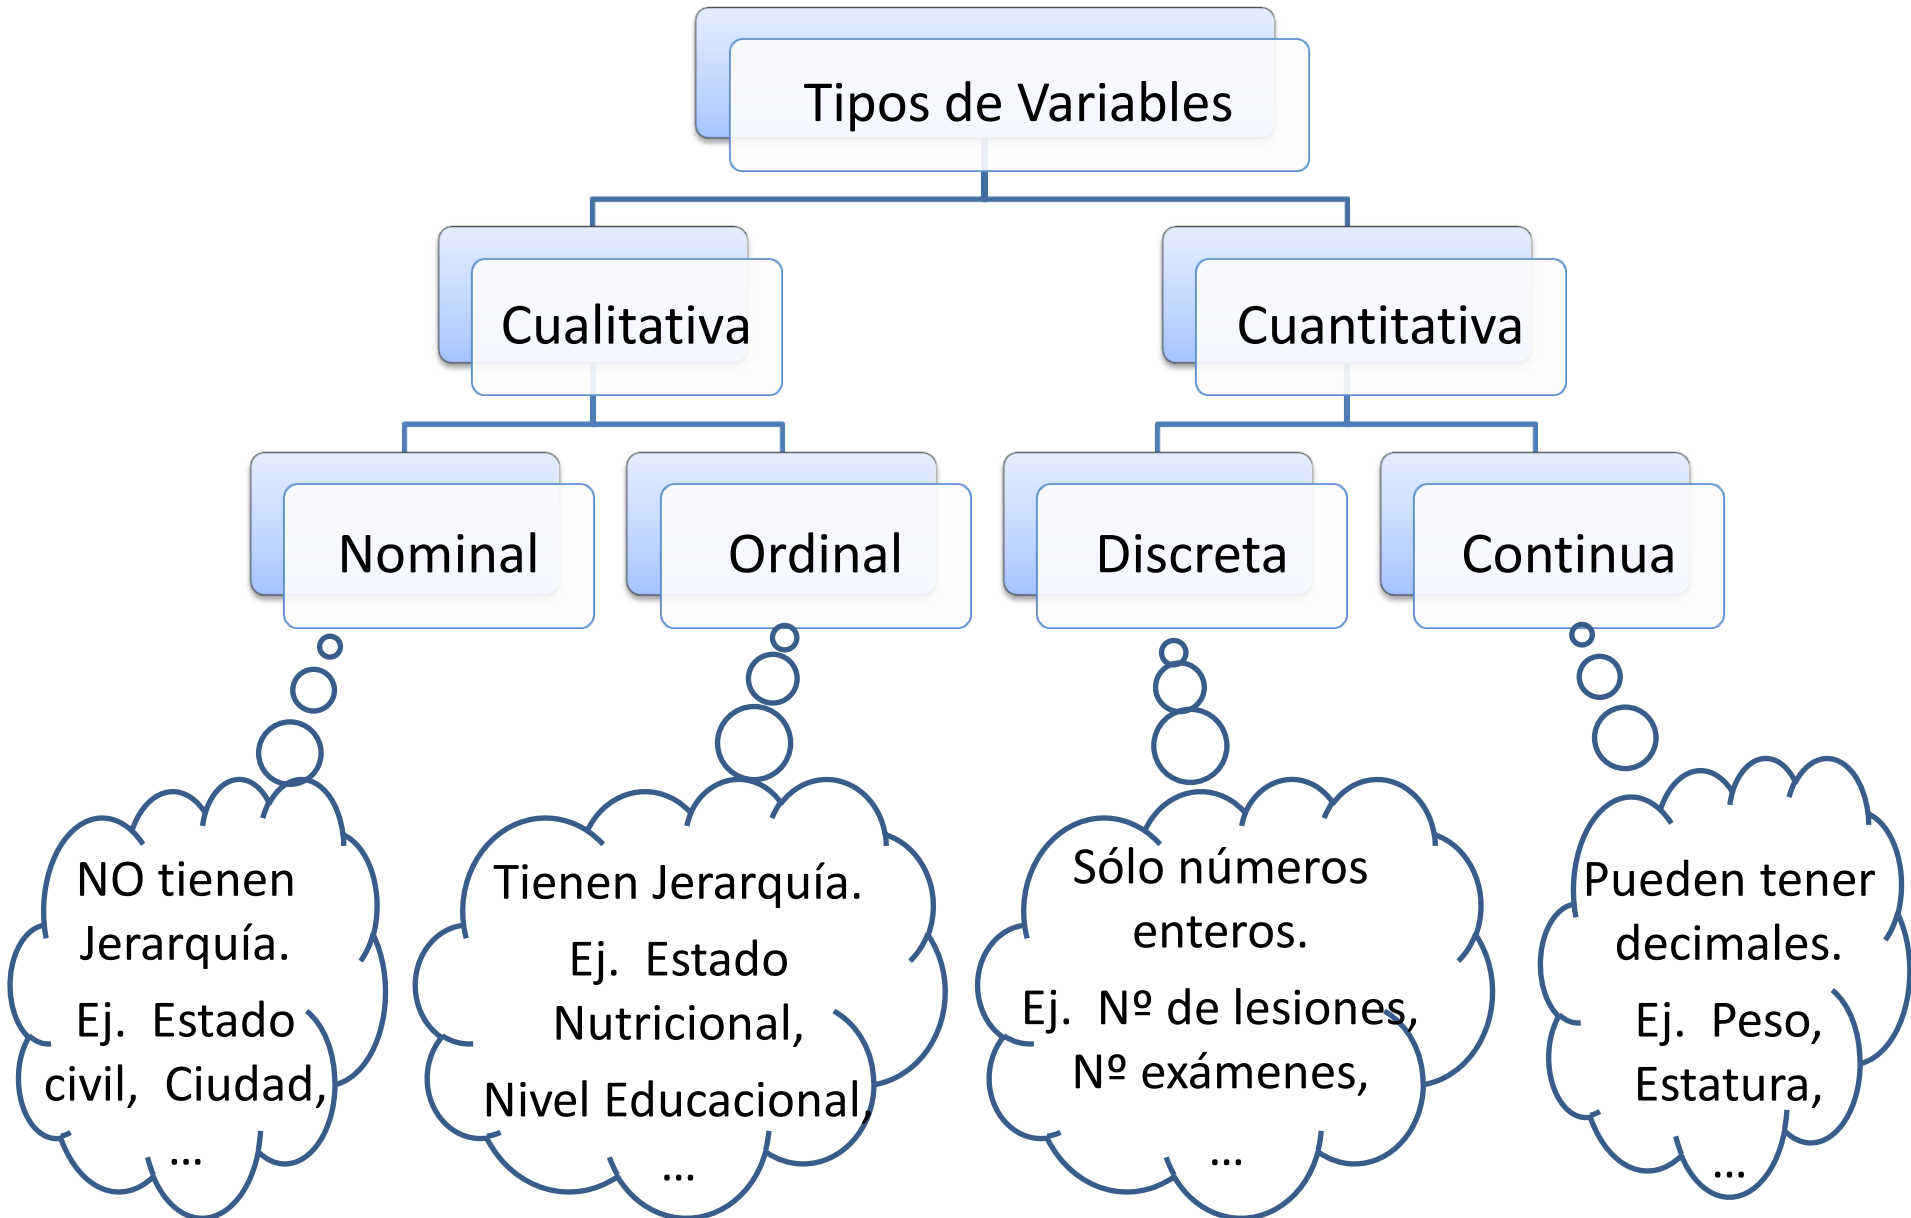 Tipos de Variables
Cualitativa
Cuantitativa
Nominal
Ordinal
Discreta
Continua
NO tienen
Jerarquía.
Ej.  Estado
civil,  Ciudad,
...
Tienen Jerarquía.
Ej.  Estado
Nutricional,
Nivel Educacional,
...
Sólo números
enteros.
Ej.  Nº de lesiones,
Nº exámenes,
...
Pueden tener
decimales.
Ej.  Peso,
Estatura,
...